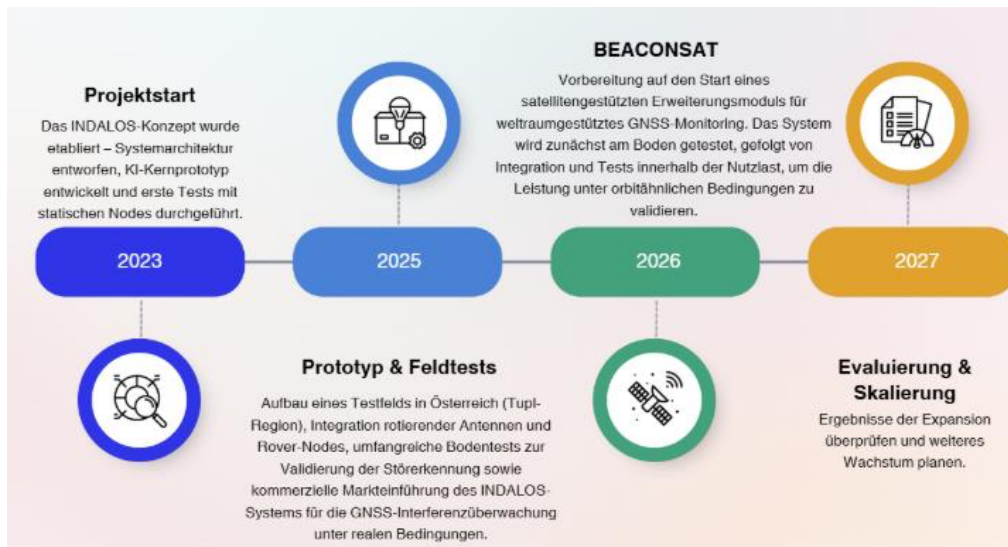 Projektstart
Das INDALOS-Konzept wurde
etabliert – Systemarchitektur
entworfen, KI-Kernprototyp
entwickelt und erste Tests mit
statischen Nodes durchgeführt.
BEACONSAT
Vorbereitung auf den Start eines
satellitengestützten Erweiterungsmoduls für
weltraumgestütztes GNSS-Monitoring. Das System
wird zunächst am Boden getestet, gefolgt von
Integration und Tests innerhalb der Nutzlast, um die
Leistung unter orbitähnlichen Bedingungen zu
validieren.
2023
2025
2026
2027
Prototyp & Feldtests
Aufbau eines Testfelds in Österreich (Tupl-
Region), Integration rotierender Antennen und
Rover-Nodes, umfangreiche Bodentests zur
Validierung der Störerkennung sowie
kommerzielle Markteinführung des INDALOS-
Systems für die GNSS-Interferenzüberwachung
unter realen Bedingungen.
Evaluierung &
Skalierung
Ergebnisse der Expansion
überprüfen und weiteres
Wachstum planen.